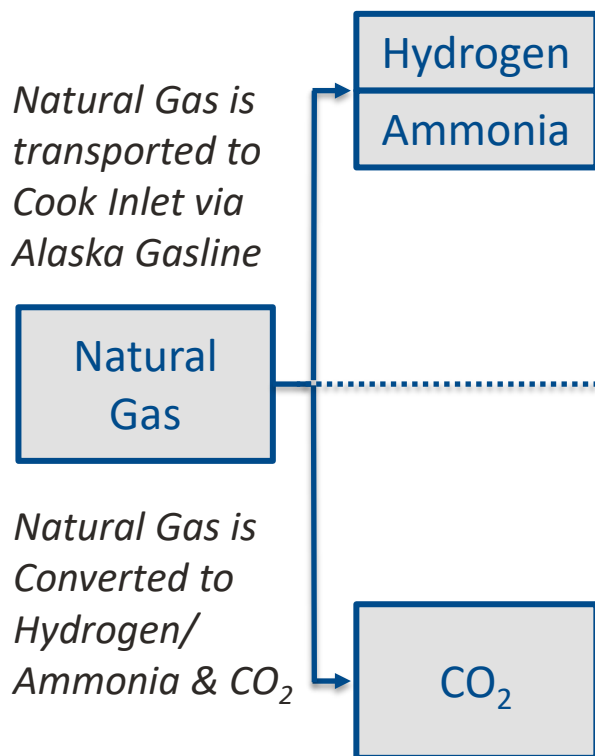 Hydrogen
Ammonia
Natural Gas is
transported to
Cook Inlet via
Alaska Gasline
Natural
Gas
Natural Gas is
Converted to
Hydrogen/
Ammonia & CO₂
CO₂